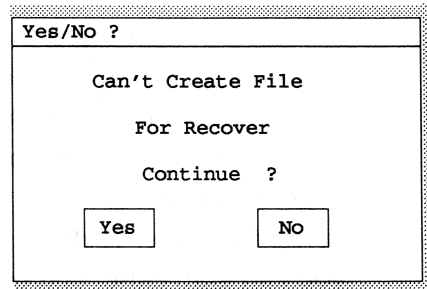 Yes/No ?
Can't Create File
For Recover
Continue ?
Yes No